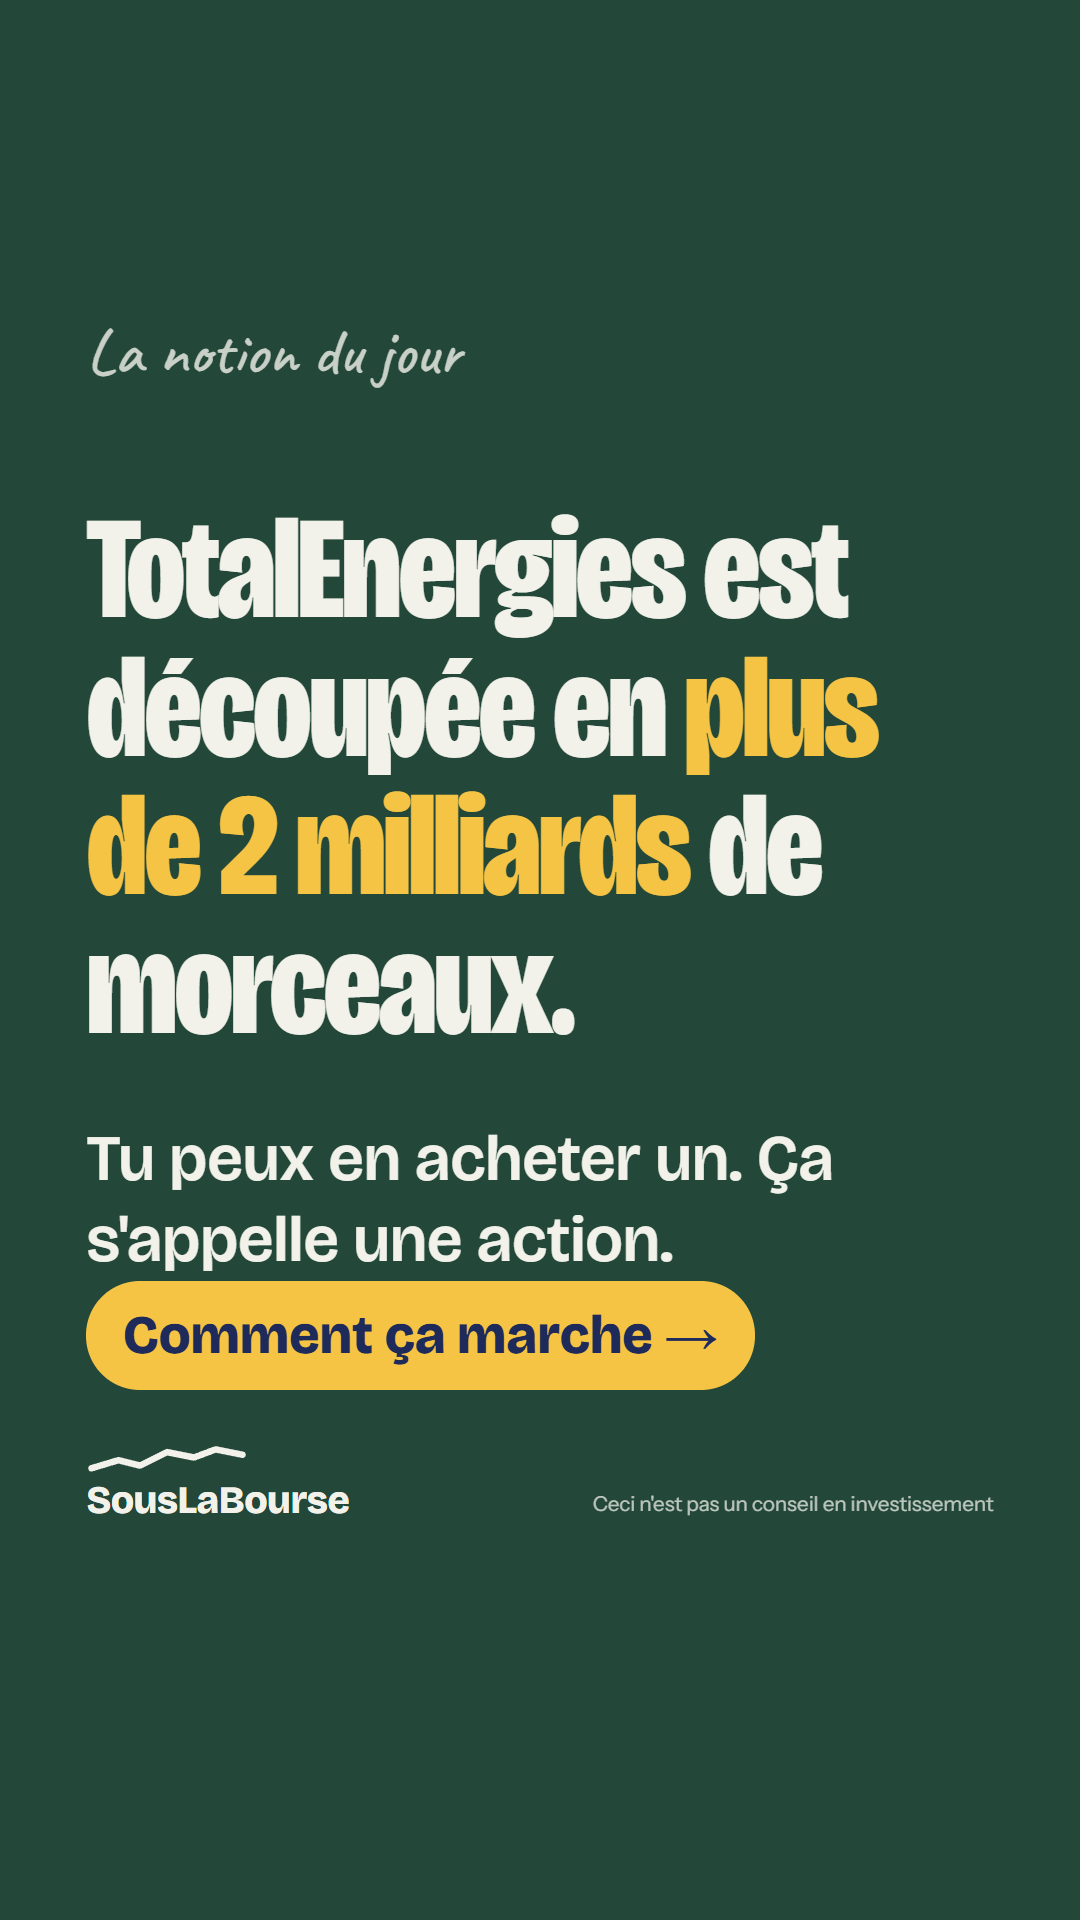 La notion du jour
TotalEnergies est
découpée en plus
de 2 milliards de
morceaux.
Tu peux en acheter un. Ça
s'appelle une action.
Comment ça marche →
SousLaBourse
Ceci n'est pas un conseil en investissement